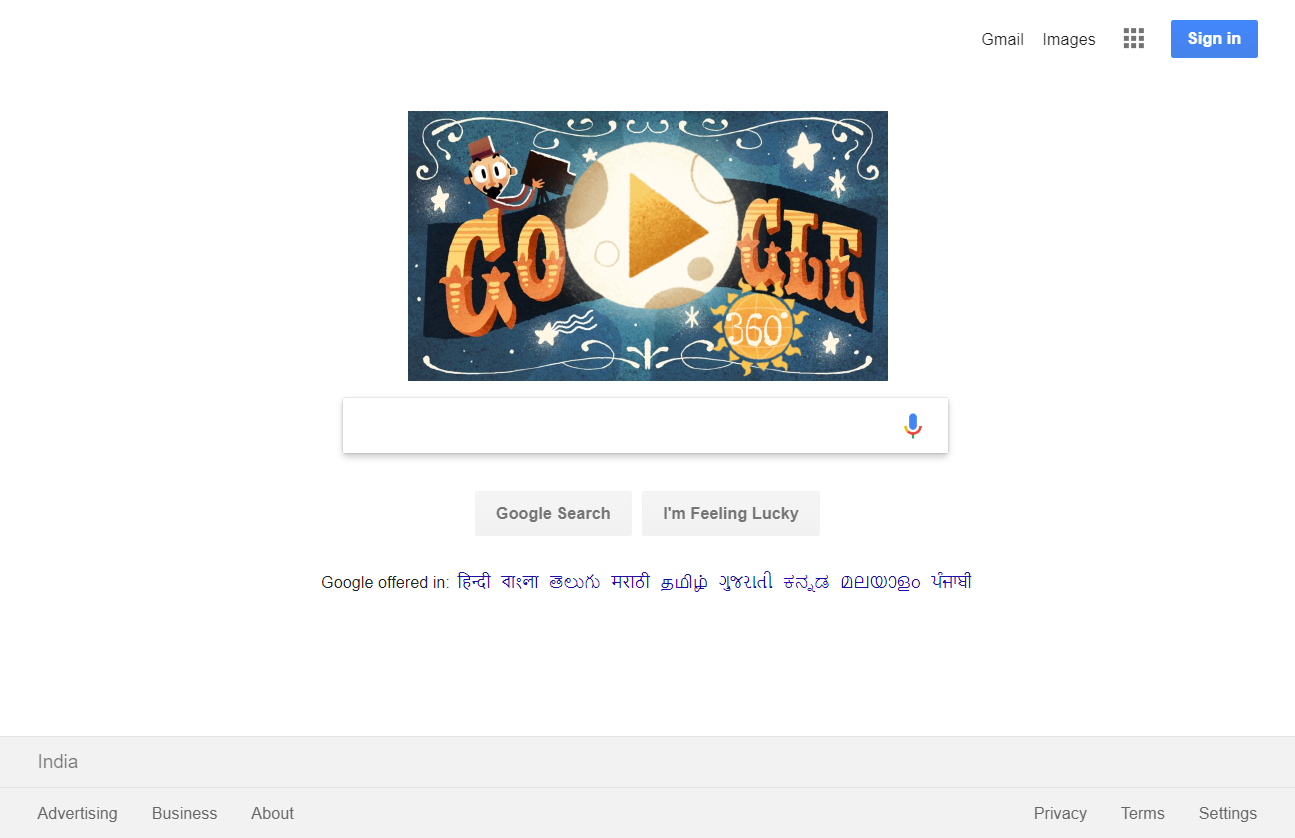 Gmail Images Sign in
GOGLE
360°
Google Search I'm Feeling Lucky
Google offered in: हिन्दी বাংলা తెలుగు मराठी தமிழ் ગુજરાતી ಕನ್ನಡ മലയാളം ਪੰਜਾਬੀ
India
Advertising Business About Privacy Terms Settings